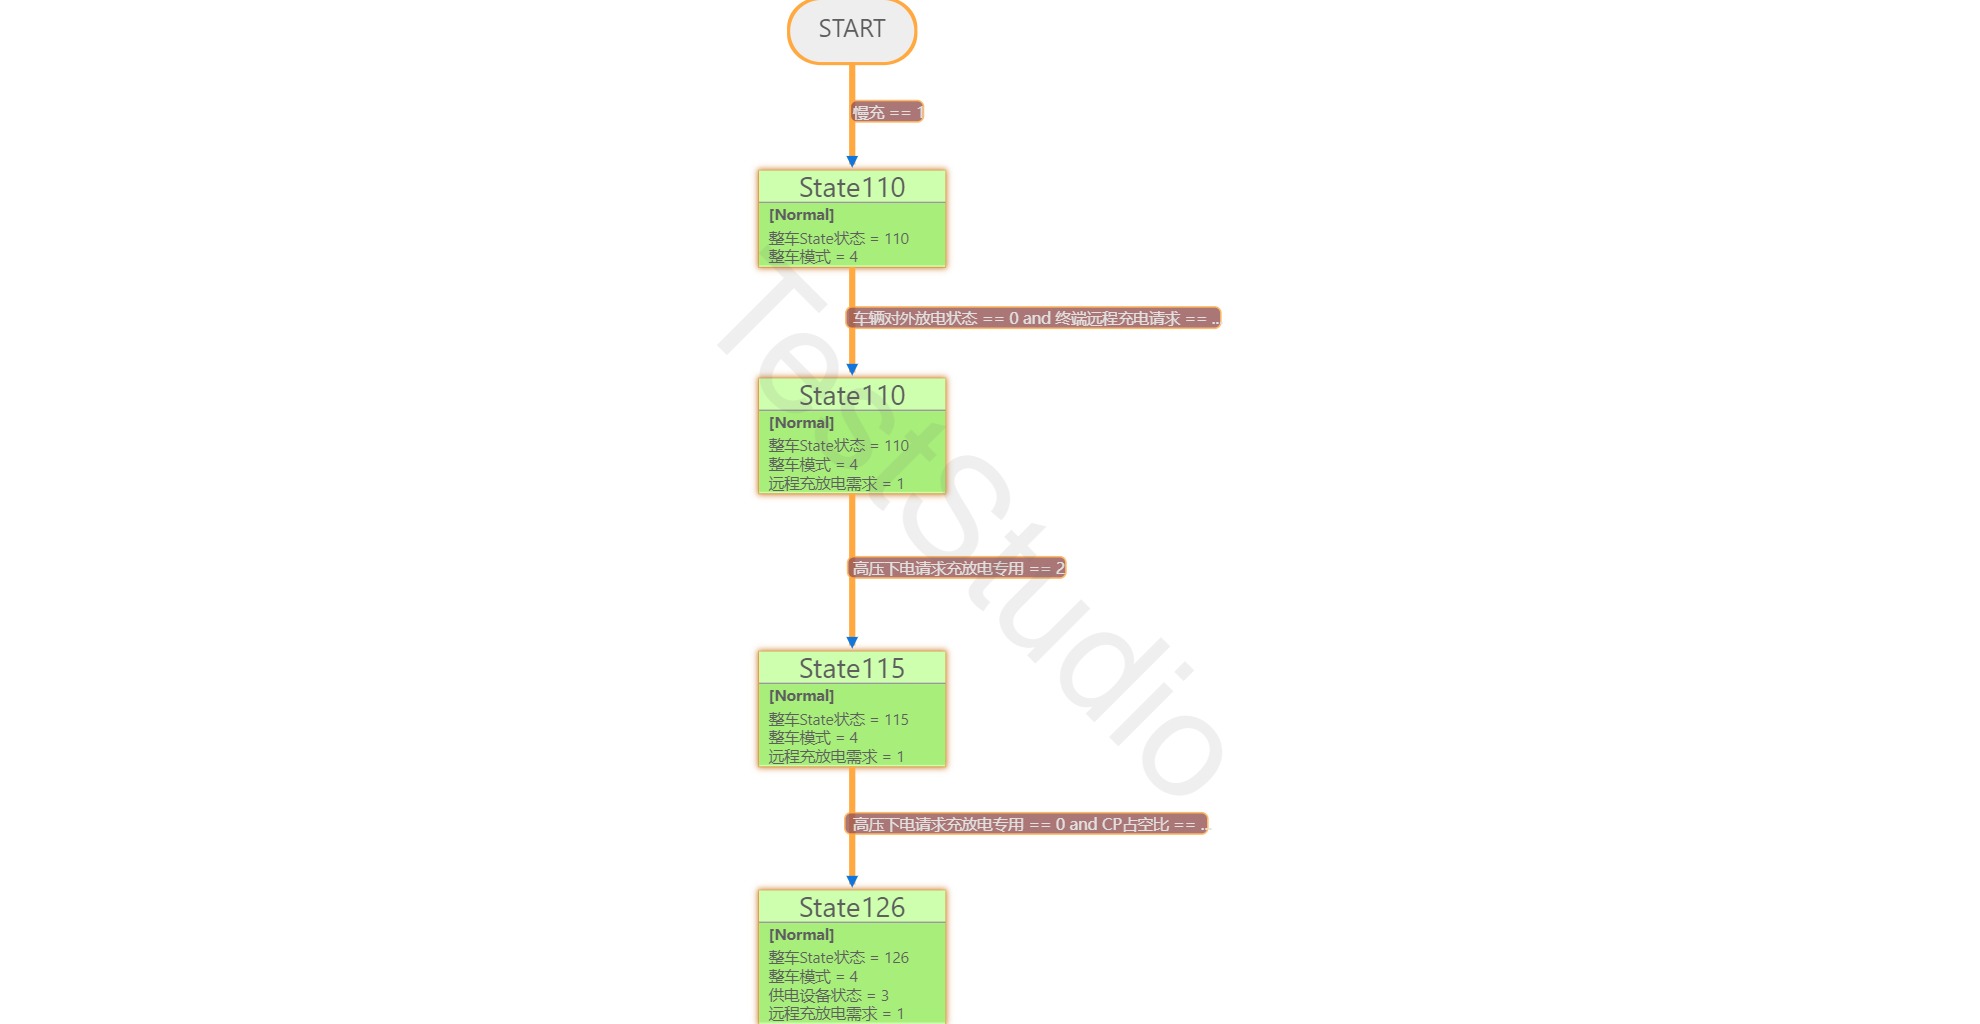 START
慢充 == 1
State110
[Normal]
整车State状态 = 110
整车模式 = 4
车辆对外放电状态 == 0 and 终端远程充电请求 == ...
State110
[Normal]
整车State状态 = 110
整车模式 = 4
远程充放电需求 = 1
高压下电请求充放电专用 == 2
State115
[Normal]
整车State状态 = 115
整车模式 = 4
远程充放电需求 = 1
高压下电请求充放电专用 == 0 and CP占空比 == ...
State126
[Normal]
整车State状态 = 126
整车模式 = 4
供电设备状态 = 3
远程充放电需求 = 1
TestStudio